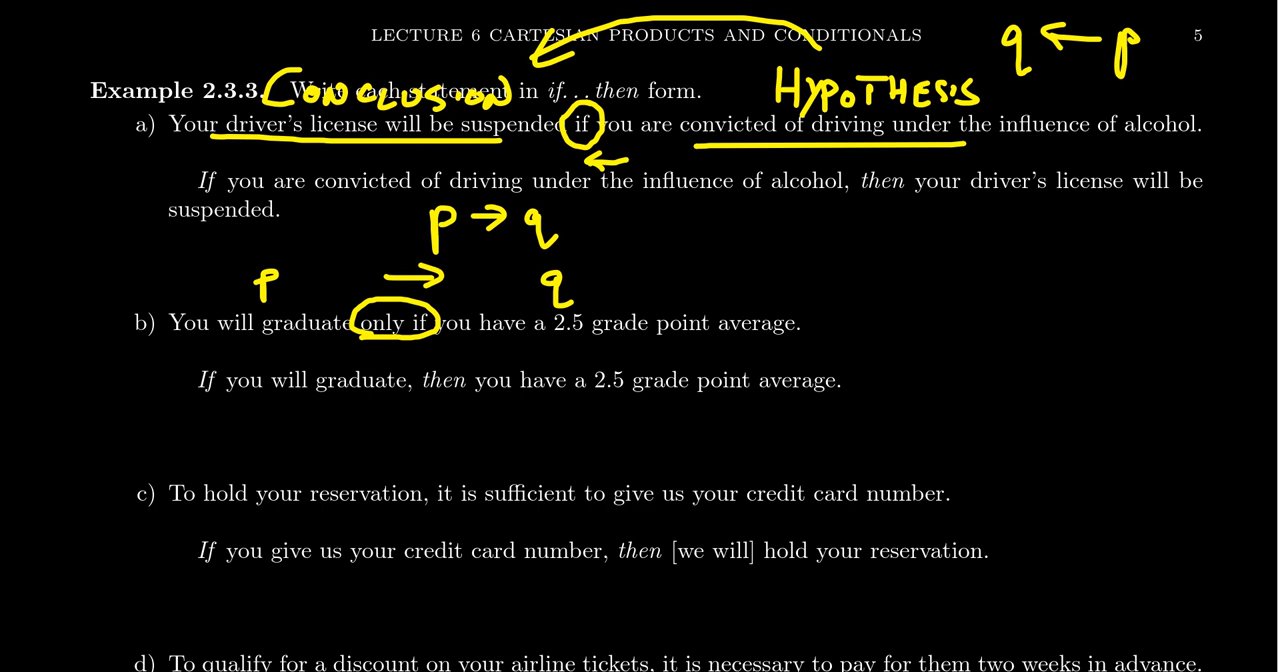 LECTURE 6 CARTESIAN PRODUCTS AND CONDITIONALS 5
q ← p
CONCLUSION HYPOTHESIS
Example 2.3.3. Write each statement in if...then form.
a) Your driver's license will be suspended if you are convicted of driving under the influence of alcohol.
←
If you are convicted of driving under the influence of alcohol, then your driver's license will be
suspended.
p → q
p → q
b) You will graduate only if you have a 2.5 grade point average.
If you will graduate, then you have a 2.5 grade point average.
c) To hold your reservation, it is sufficient to give us your credit card number.
If you give us your credit card number, then [we will] hold your reservation.
d) To qualify for a discount on your airline tickets, it is necessary to pay for them two weeks in advance.